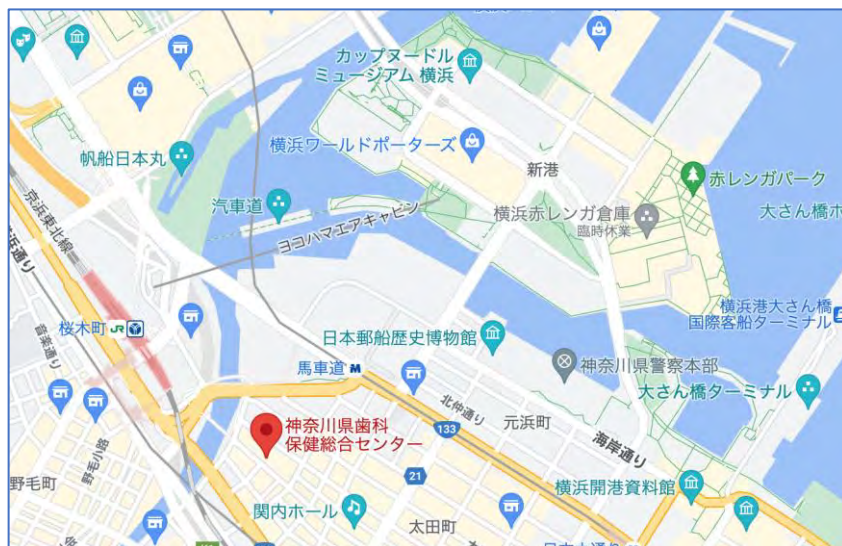 カップヌードル
ミュージアム 横浜
帆船日本丸
横浜ワールドポーターズ
新港
赤レンガパーク
汽車道
横浜赤レンガ倉庫
臨時休業
大さん橋ホ
京浜東北線
ヨコハマエアキャビン
横浜港大さん橋
国際客船ターミナル
桜木町 JR
音楽通り
日本郵船歴史博物館
馬車道 M
神奈川県警察本部
大さん橋ターミナル
北仲通り
元浜町
海岸通り
神奈川県歯科
保健総合センター
133
野毛小路
野毛町
21
横浜開港資料館
関内ホール
太田町